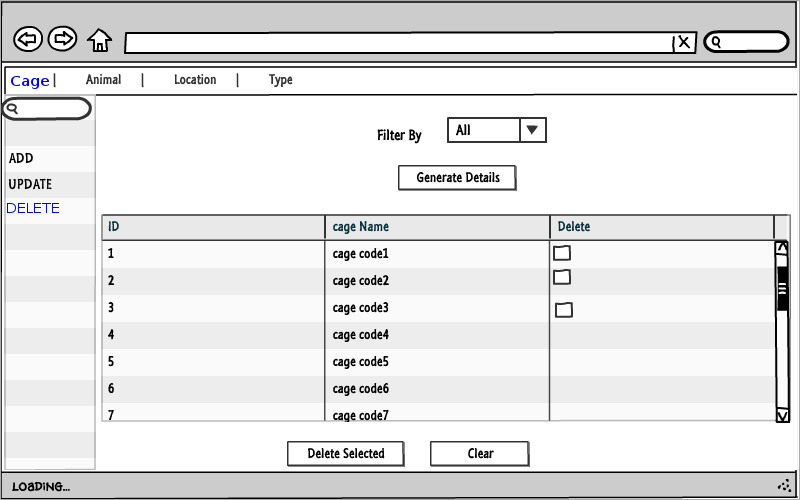 Cage | Animal | Location | Type
Filter By All
ADD
Generate Details
UPDATE
DELETE
ID cage Name Delete
1 cage code1
2 cage code2
3 cage code3
4 cage code4
5 cage code5
6 cage code6
7 cage code7
Delete Selected Clear
LOADING...